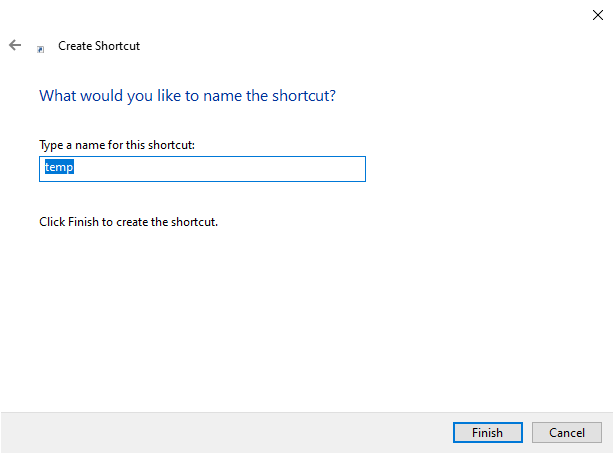 Create Shortcut
What would you like to name the shortcut?
Type a name for this shortcut:
temp
Click Finish to create the shortcut.
Finish Cancel